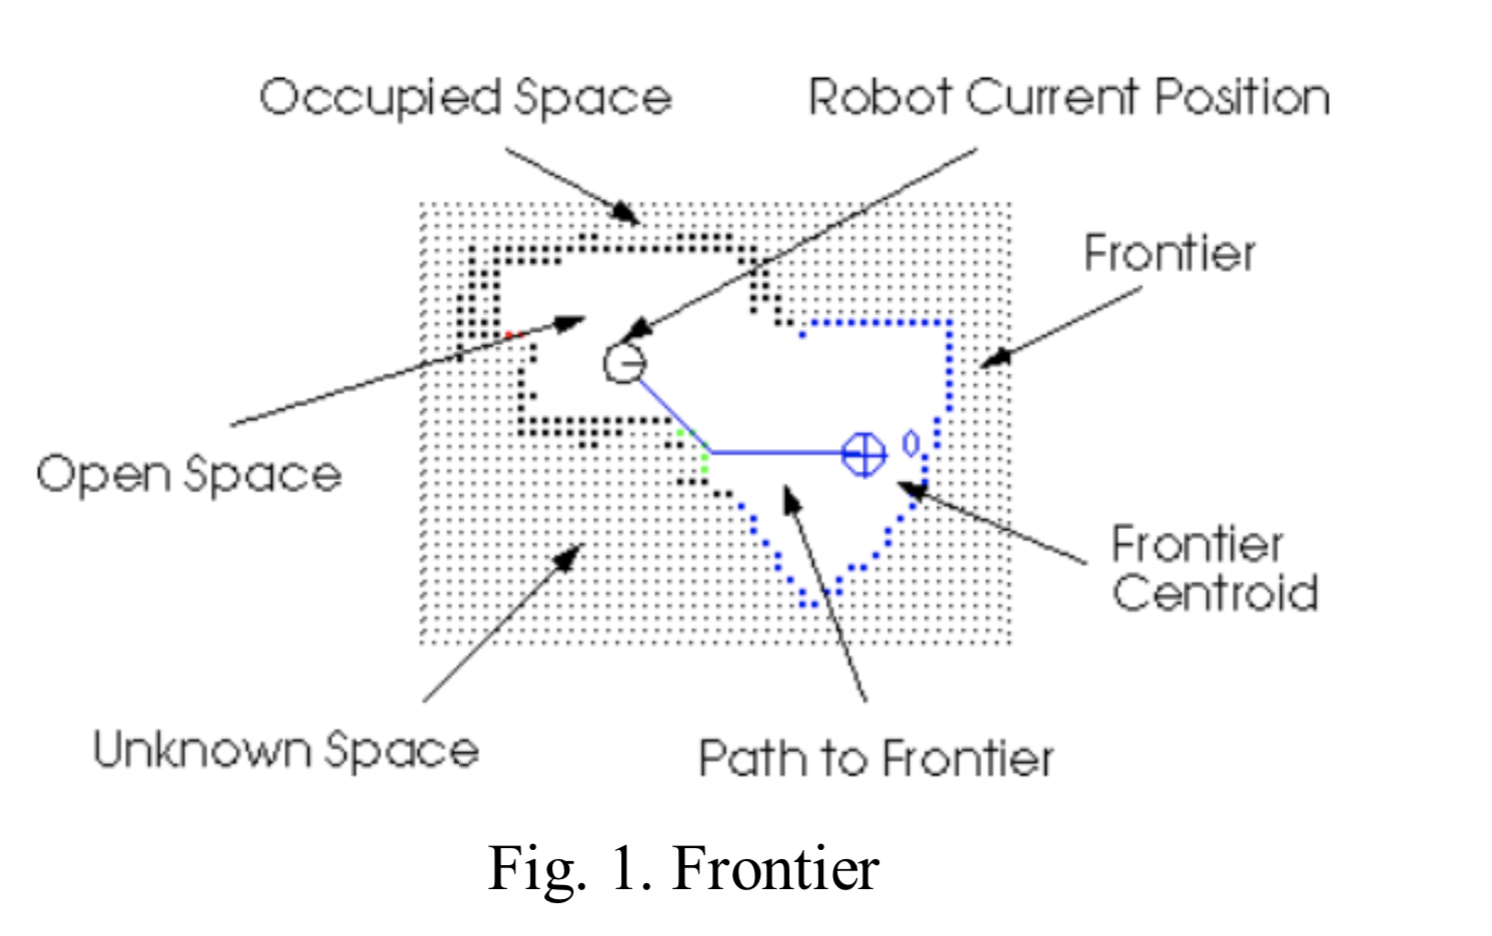 Occupied Space
Robot Current Position
Frontier
Open Space
0
Frontier
Centroid
Unknown Space
Path to Frontier
Fig. 1. Frontier